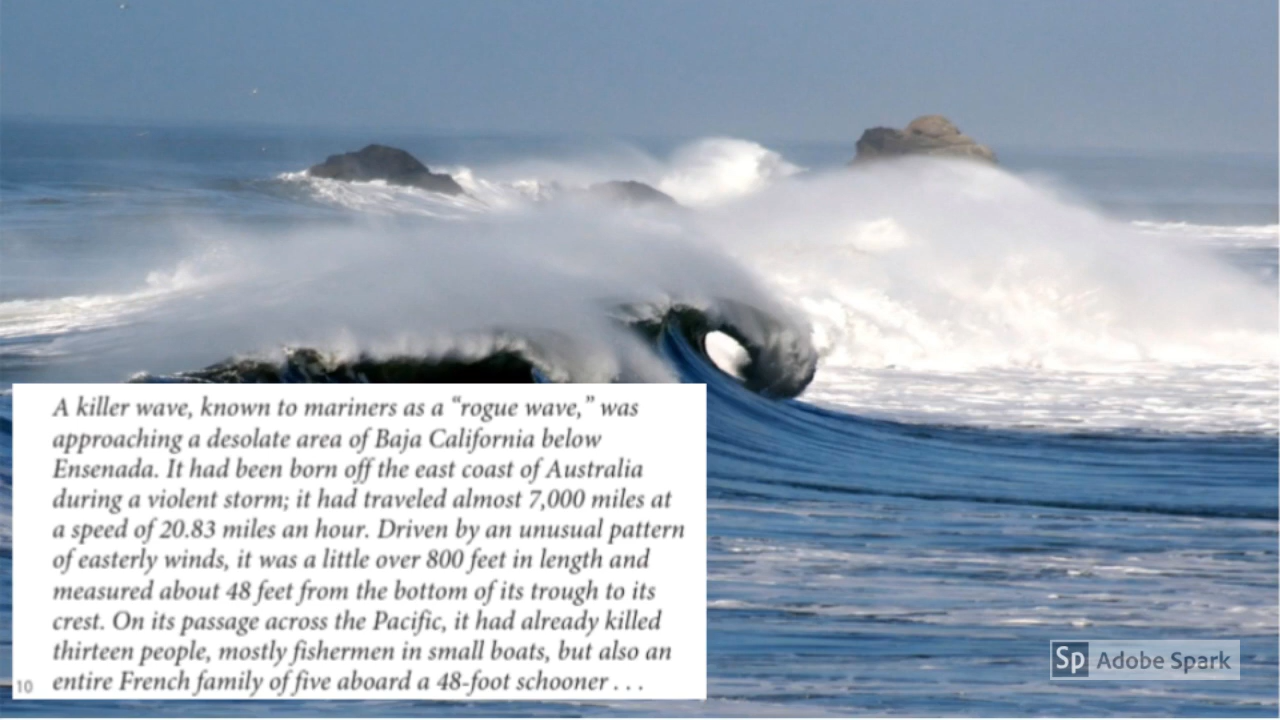 A killer wave, known to mariners as a “rogue wave,” was
approaching a desolate area of Baja California below
Ensenada. It had been born off the east coast of Australia
during a violent storm; it had traveled almost 7,000 miles at
a speed of 20.83 miles an hour. Driven by an unusual pattern
of easterly winds, it was a little over 800 feet in length and
measured about 48 feet from the bottom of its trough to its
crest. On its passage across the Pacific, it had already killed
thirteen people, mostly fishermen in small boats, but also an
10 entire French family of five aboard a 48-foot schooner . . .
Sp Adobe Spark